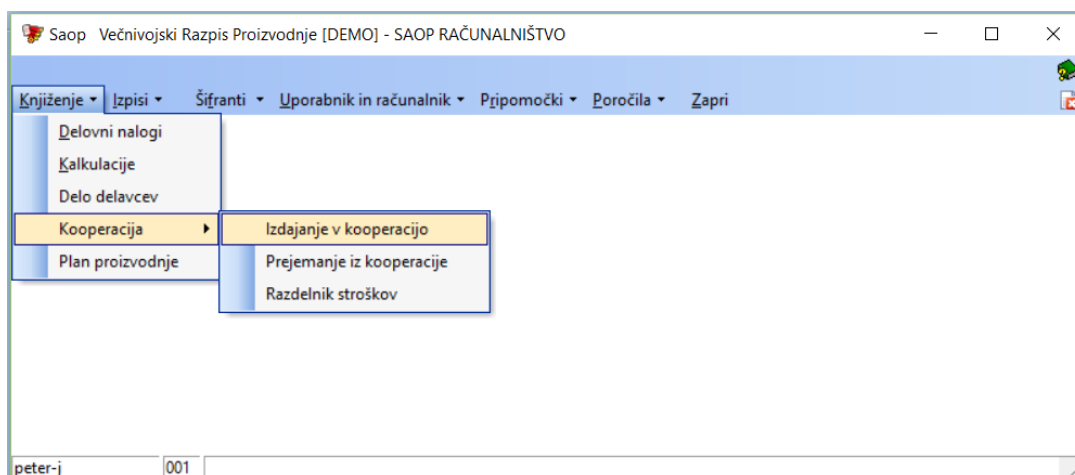 Saop Večnivojski Razpis Proizvodnje [DEMO] - SAOP RAČUNALNIŠTVO
Knjiženje Izpisi Šifranti Uporabnik in računalnik Pripomočki Poročila Zapri
Delovni nalogi
Kalkulacije
Delo delavcev
Kooperacija
Plan proizvodnje
Izdajanje v kooperacijo
Prejemanje iz kooperacije
Razdelnik stroškov
peter-j 001